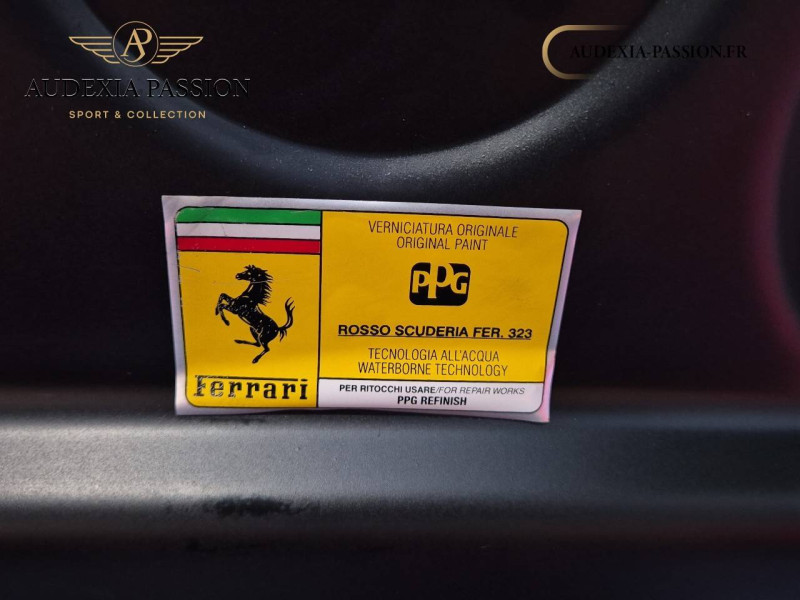 AP
AUDEXIA PASSION
SPORT & COLLECTION
AUDEXIA-PASSION.FR
VERNICIATURA ORIGINALE
ORIGINAL PAINT
PPG
ROSSO SCUDERIA FER. 323
TECNOLOGIA ALL'ACQUA
WATERBORNE TECHNOLOGY
Ferrari
PER RITOCCHI USARE/FOR REPAIR WORKS
PPG REFINISH